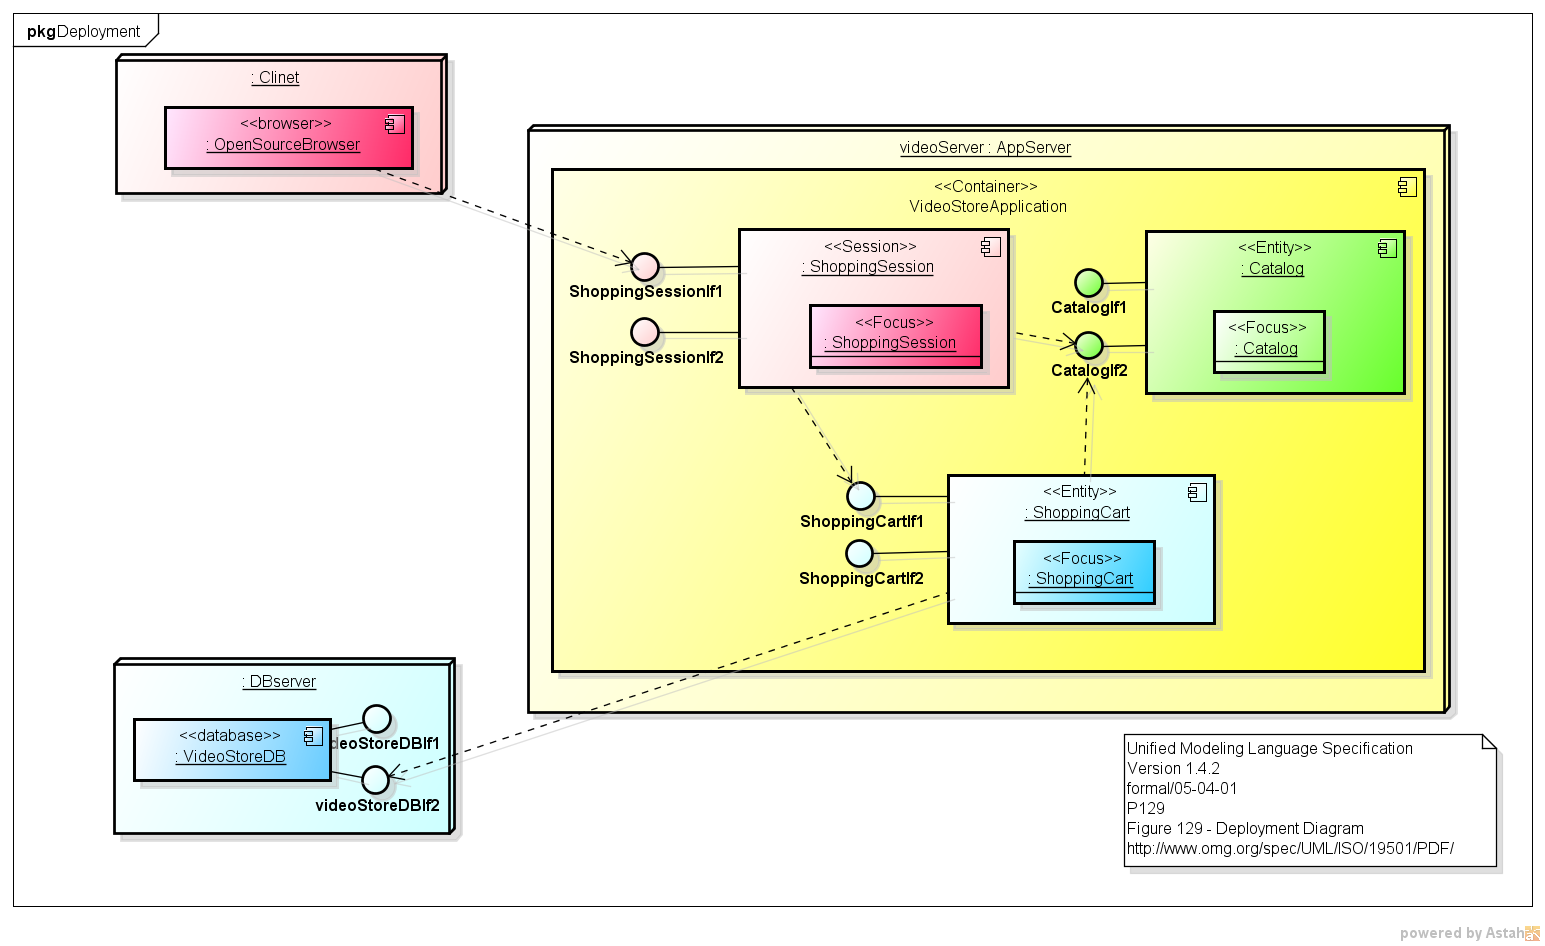 pkg Deployment
: Clinet
<<browser>>
: OpenSourceBrowser
videoServer : AppServer
<<Container>>
VideoStoreApplication
<<Session>>
: ShoppingSession
<<Focus>>
: ShoppingSession
ShoppingSessionIf1
ShoppingSessionIf2
<<Entity>>
: Catalog
<<Focus>>
: Catalog
CatalogIf1
CatalogIf2
<<Entity>>
: ShoppingCart
<<Focus>>
: ShoppingCart
ShoppingCartIf1
ShoppingCartIf2
: DBserver
<<database>>
: VideoStoreDB
deoStoreDBIf1
videoStoreDBIf2
Unified Modeling Language Specification
Version 1.4.2
formal/05-04-01
P129
Figure 129 - Deployment Diagram
http://www.omg.org/spec/UML/ISO/19501/PDF/
powered by Astah